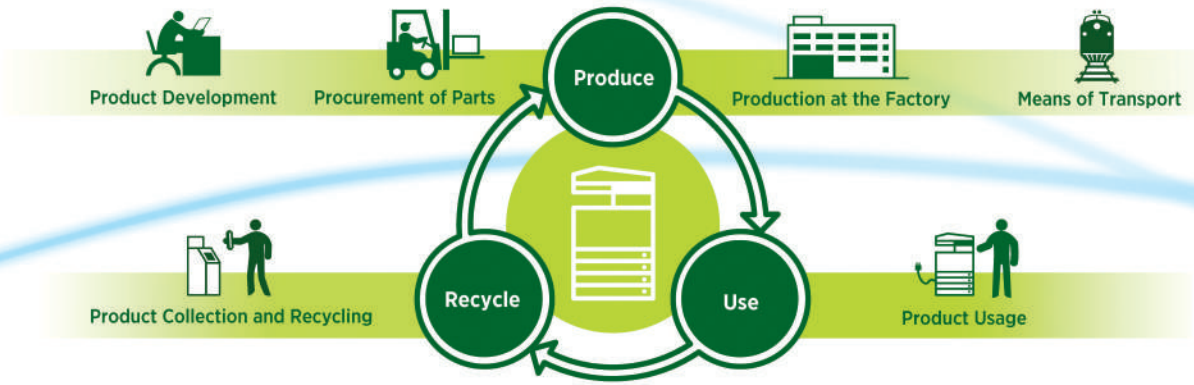 Produce
Product Development
Procurement of Parts
Production at the Factory
Means of Transport
Recycle
Use
Product Collection and Recycling
Product Usage